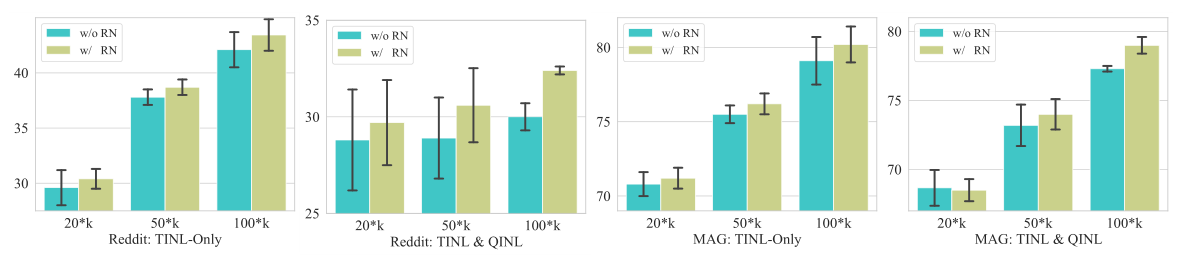 w/o RN
w/ RN
40
35
30
20*k
50*k
100*k
Reddit: TINL-Only
35
w/o RN
w/ RN
30
25
20*k
50*k
100*k
Reddit: TINL & QINL
w/o RN
w/ RN
80
75
70
20*k
50*k
100*k
MAG: TINL-Only
80
w/o RN
w/ RN
75
70
20*k
50*k
100*k
MAG: TINL & QINL